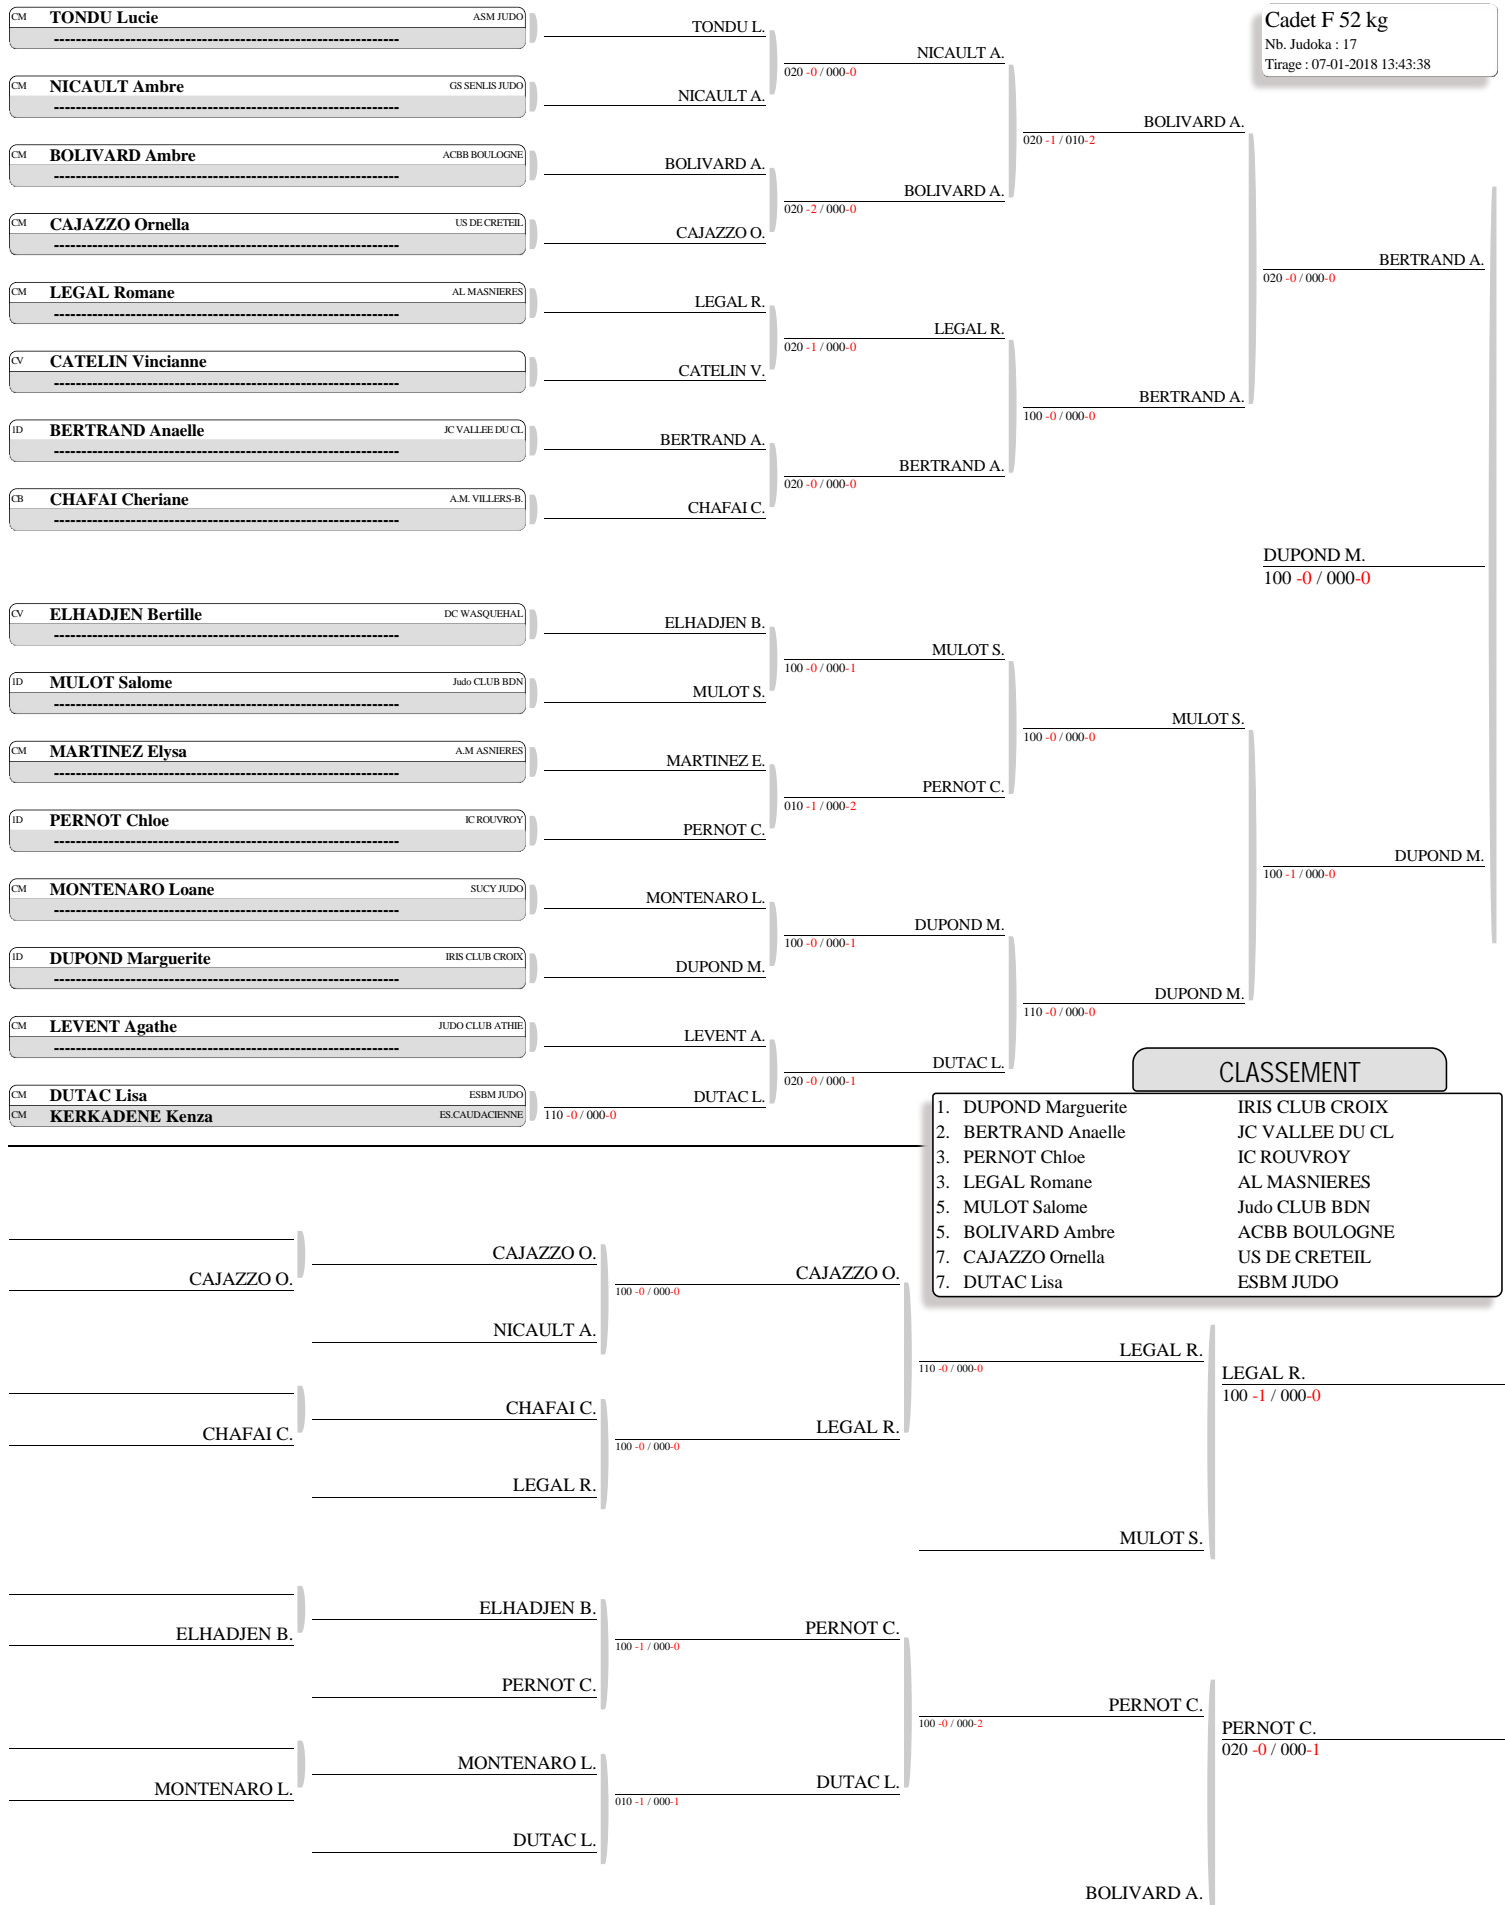 Cadet F 52 kg
Nb. Judoka : 17
Tirage : 07-01-2018 13:43:38
CM TONDU Lucie ASM JUDO
----------------------------------------------------------------
CM NICAULT Ambre GS SENLIS JUDO
----------------------------------------------------------------
CM BOLIVARD Ambre ACBB BOULOGNE
----------------------------------------------------------------
CM CAJAZZO Ornella US DE CRETEIL
----------------------------------------------------------------
CM LEGAL Romane AL MASNIERES
----------------------------------------------------------------
CV CATELIN Vincianne
----------------------------------------------------------------
1D BERTRAND Anaelle JC VALLEE DU CL
----------------------------------------------------------------
CB CHAFAI Cheriane A.M. VILLERS-B.
----------------------------------------------------------------
CV ELHADJEN Bertille DC WASQUEHAL
----------------------------------------------------------------
1D MULOT Salome Judo CLUB BDN
----------------------------------------------------------------
CM MARTINEZ Elysa A.M ASNIERES
----------------------------------------------------------------
1D PERNOT Chloe IC ROUVROY
----------------------------------------------------------------
CM MONTENARO Loane SUCY JUDO
----------------------------------------------------------------
1D DUPOND Marguerite IRIS CLUB CROIX
----------------------------------------------------------------
CM LEVENT Agathe JUDO CLUB ATHIE
----------------------------------------------------------------
CM DUTAC Lisa ESBM JUDO
CM KERKADENE Kenza ES.CAUDACIENNE
TONDU L.
NICAULT A.
BOLIVARD A.
CAJAZZO O.
LEGAL R.
CATELIN V.
BERTRAND A.
CHAFAI C.
ELHADJEN B.
MULOT S.
MARTINEZ E.
PERNOT C.
MONTENARO L.
DUPOND M.
LEVENT A.
DUTAC L.
110 -0 / 000-0
NICAULT A.
020 -0 / 000-0
BOLIVARD A.
020 -2 / 000-0
LEGAL R.
020 -1 / 000-0
BERTRAND A.
020 -0 / 000-0
MULOT S.
100 -0 / 000-1
PERNOT C.
010 -1 / 000-2
DUPOND M.
100 -0 / 000-1
DUTAC L.
020 -0 / 000-1
BOLIVARD A.
020 -1 / 010-2
BERTRAND A.
100 -0 / 000-0
MULOT S.
100 -0 / 000-0
DUPOND M.
110 -0 / 000-0
BERTRAND A.
020 -0 / 000-0
DUPOND M.
100 -1 / 000-0
DUPOND M.
100 -0 / 000-0
CLASSEMENT
1. DUPOND Marguerite IRIS CLUB CROIX
2. BERTRAND Anaelle JC VALLEE DU CL
3. PERNOT Chloe IC ROUVROY
3. LEGAL Romane AL MASNIERES
5. MULOT Salome Judo CLUB BDN
5. BOLIVARD Ambre ACBB BOULOGNE
7. CAJAZZO Ornella US DE CRETEIL
7. DUTAC Lisa ESBM JUDO
CAJAZZO O.
CHAFAI C.
ELHADJEN B.
MONTENARO L.
CAJAZZO O.
NICAULT A.
CHAFAI C.
LEGAL R.
ELHADJEN B.
PERNOT C.
MONTENARO L.
DUTAC L.
CAJAZZO O.
100 -0 / 000-0
LEGAL R.
100 -0 / 000-0
PERNOT C.
100 -1 / 000-0
DUTAC L.
010 -1 / 000-1
LEGAL R.
110 -0 / 000-0
MULOT S.
PERNOT C.
100 -0 / 000-2
BOLIVARD A.
LEGAL R.
100 -1 / 000-0
PERNOT C.
020 -0 / 000-1